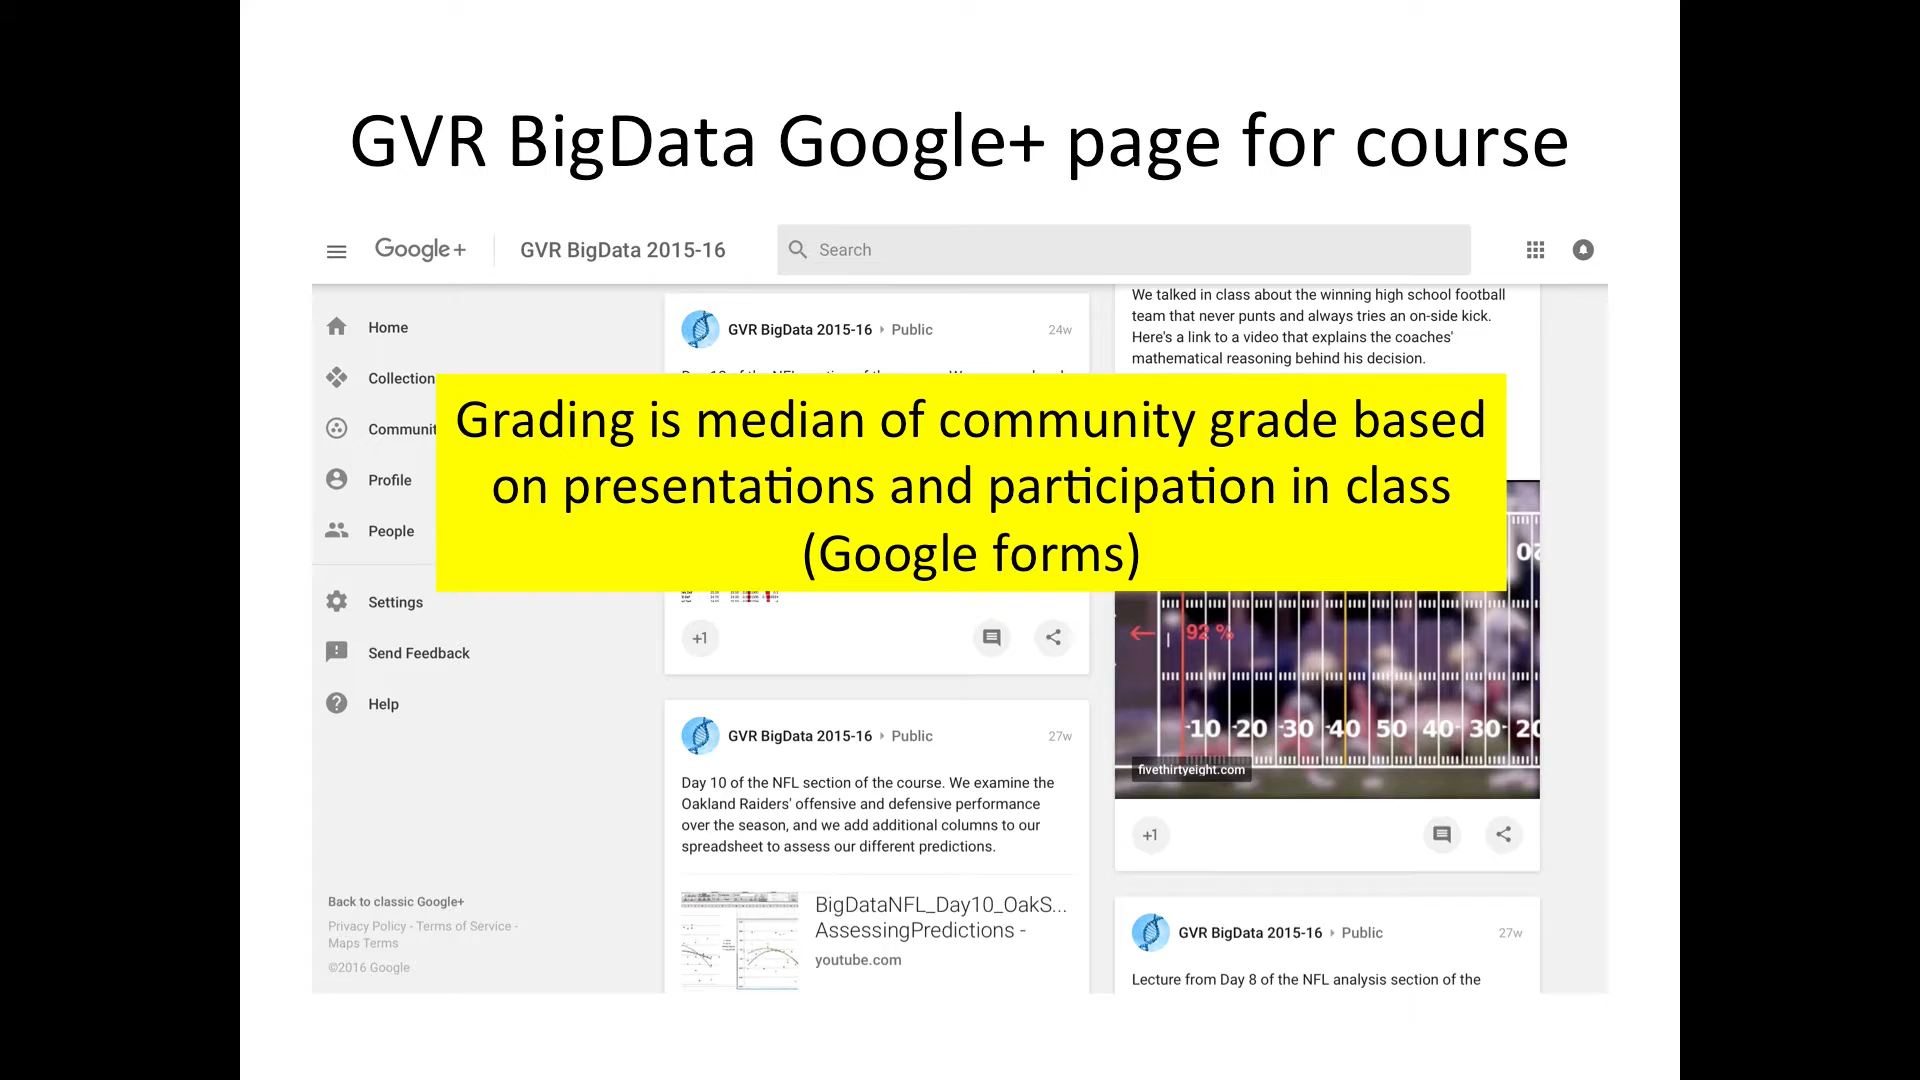 GVR BigData Google+ page for course
Google+
GVR BigData 2015-16
Search
Home
Collection
Communit
Profile
People
Settings
Send Feedback
Help
Back to classic Google+
Privacy Policy - Terms of Service -
Maps Terms
©2016 Google
GVR BigData 2015-16 Public
24w
Grading is median of community grade based
on presentations and participation in class
(Google forms)
+1
GVR BigData 2015-16 Public
27w
Day 10 of the NFL section of the course. We examine the
Oakland Raiders' offensive and defensive performance
over the season, and we add additional columns to our
spreadsheet to assess our different predictions.
BigDataNFL_Day10_OakS...
AssessingPredictions -
youtube.com
We talked in class about the winning high school football
team that never punts and always tries an on-side kick.
Here's a link to a video that explains the coaches'
mathematical reasoning behind his decision.
92 %
10 20 30 40 50 40 30 20
fivethirtyeight.com
+1
GVR BigData 2015-16 Public
27w
Lecture from Day 8 of the NFL analysis section of the